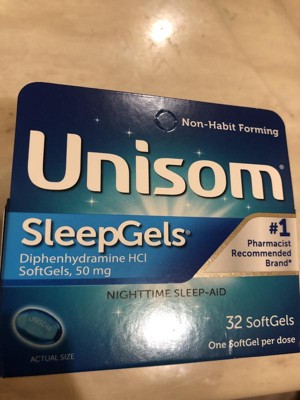 Non-Habit Forming
Unisom®
SleepGels®
Diphenhydramine HCl
SoftGels, 50 mg
#1
Pharmacist
Recommended
Brand*
NIGHTTIME SLEEP-AID
32 SoftGels
One SoftGel per dose
ACTUAL SIZE